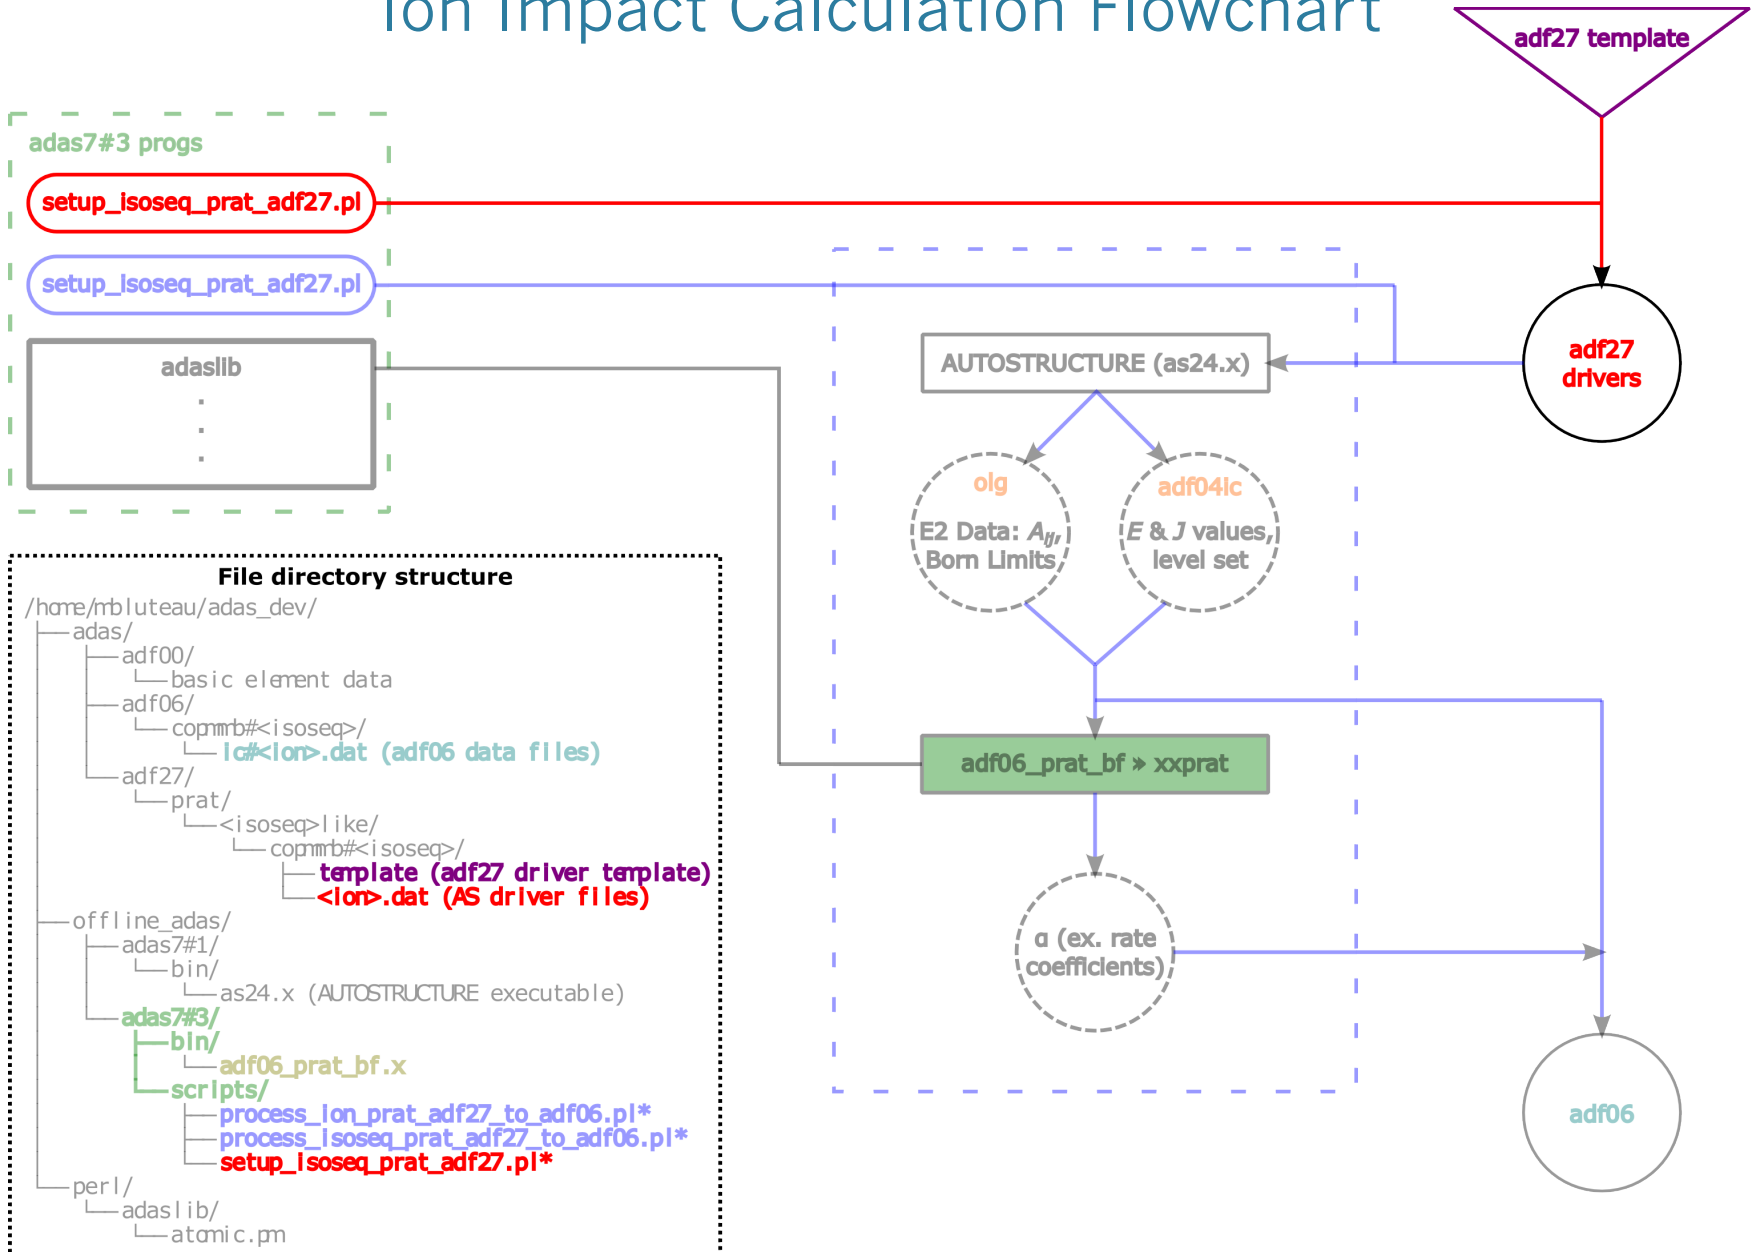 Ion Impact Calculation Flowchart
adf27 template
adas7#3 progs
setup_isoseq_prat_adf27.pl
setup_isoseq_prat_adf27.pl
adaslib
.
.
.
AUTOSTRUCTURE (as24.x)
adf27
drivers
olg
E2 Data: Aij,
Born Limits
adf04ic
E & J values,
level set
adf06_prat_bf » xxprat
α (ex. rate
coefficients)
adf06
File directory structure
/home/mbluteau/adas_dev/
adas/
adf00/
basic element data
adf06/
copmmb#<isoseq>/
ic#<ion>.dat (adf06 data files)
adf27/
prat/
<isoseq>like/
copmmb#<isoseq>/
template (adf27 driver template)
<ion>.dat (AS driver files)
offline_adas/
adas7#1/
bin/
as24.x (AUTOSTRUCTURE executable)
adas7#3/
bin/
adf06_prat_bf.x
scripts/
process_ion_prat_adf27_to_adf06.pl*
process_isoseq_prat_adf27_to_adf06.pl*
setup_isoseq_prat_adf27.pl*
perl/
adaslib/
atomic.pm